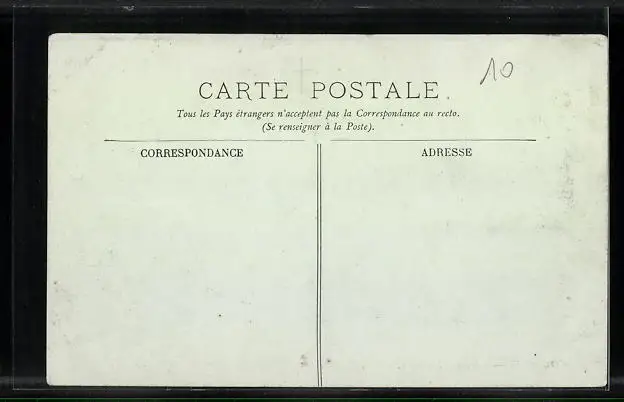 10
CARTE POSTALE.
Tous les Pays étrangers n'acceptent pas la Correspondance au recto.
(Se renseigner à la Poste).
CORRESPONDANCE
ADRESSE